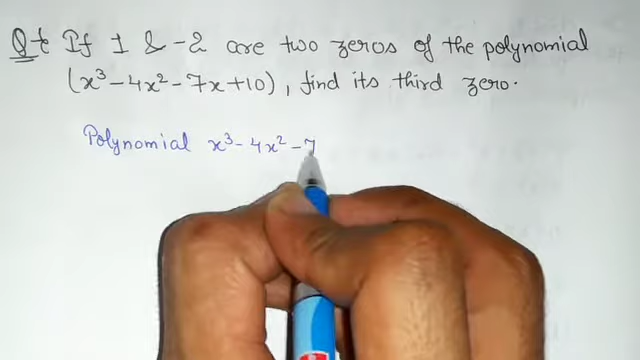 Qt If 1 & -2 are two zeros of the polynomial
(x³-4x²-7x+10), find its third zero.
Polynomial x³-4x²-7